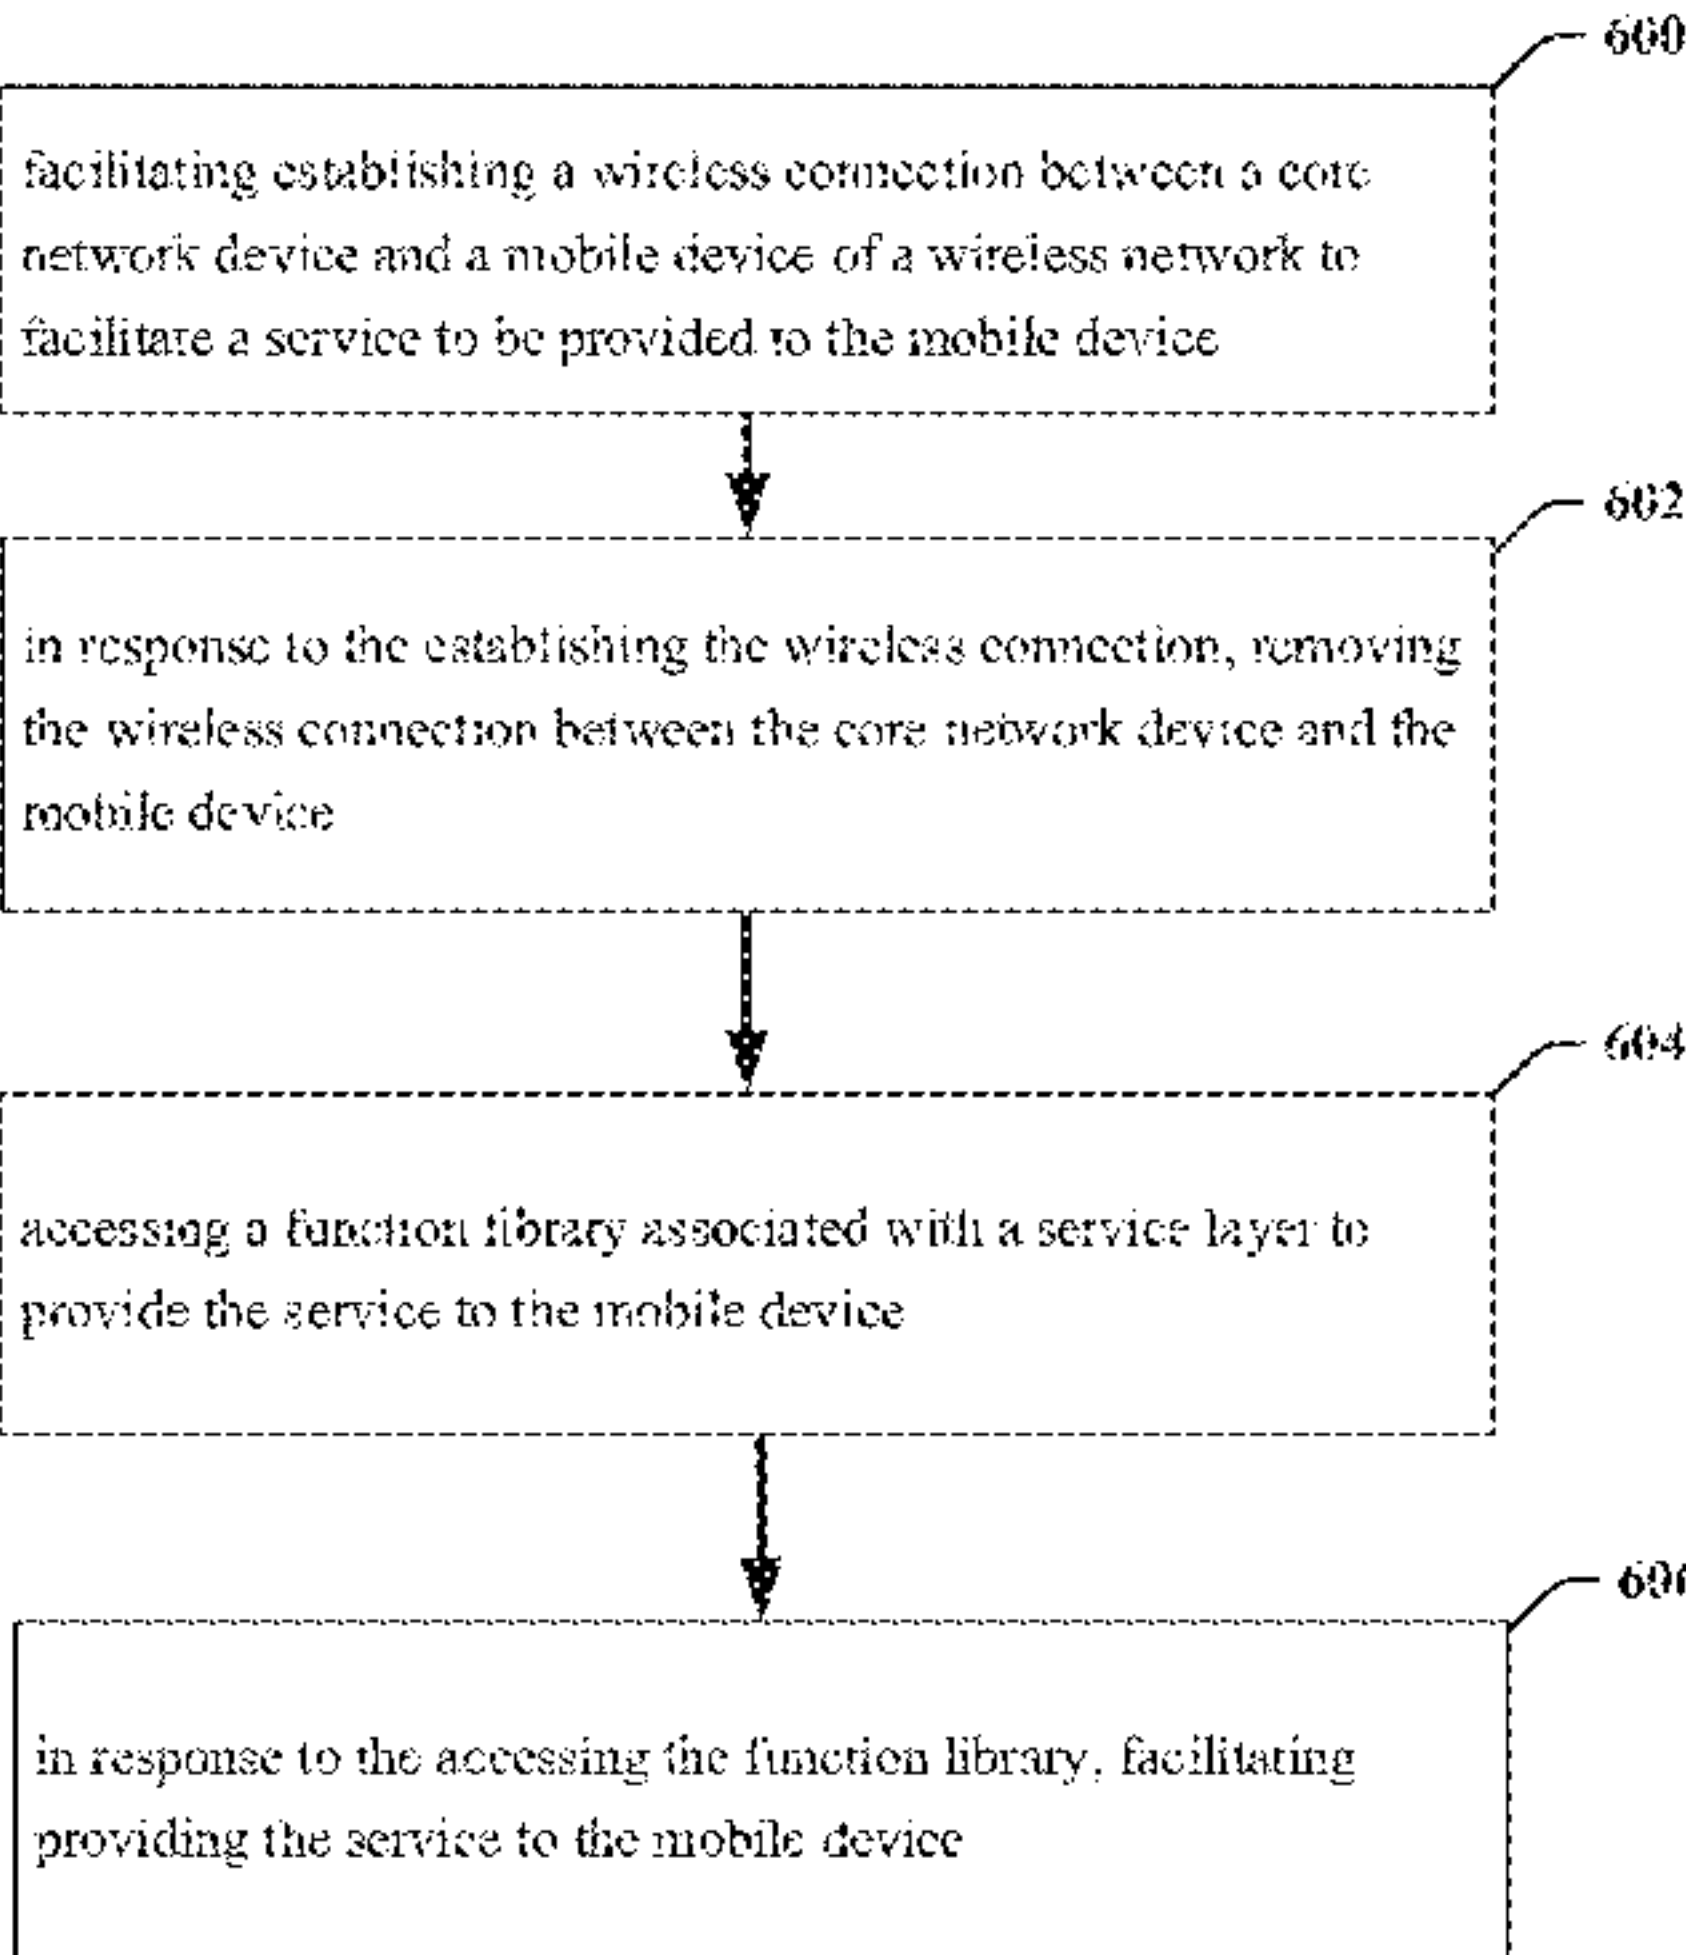 600
facilitating establishing a wireless connection between a core
network device and a mobile device of a wireless network to
facilitate a service to be provided to the mobile device
602
in response to the establishing the wireless connection, removing
the wireless connection between the core network device and the
mobile device
604
accessing a function library associated with a service layer to
provide the service to the mobile device
606
in response to the accessing the function library, facilitating
providing the service to the mobile device